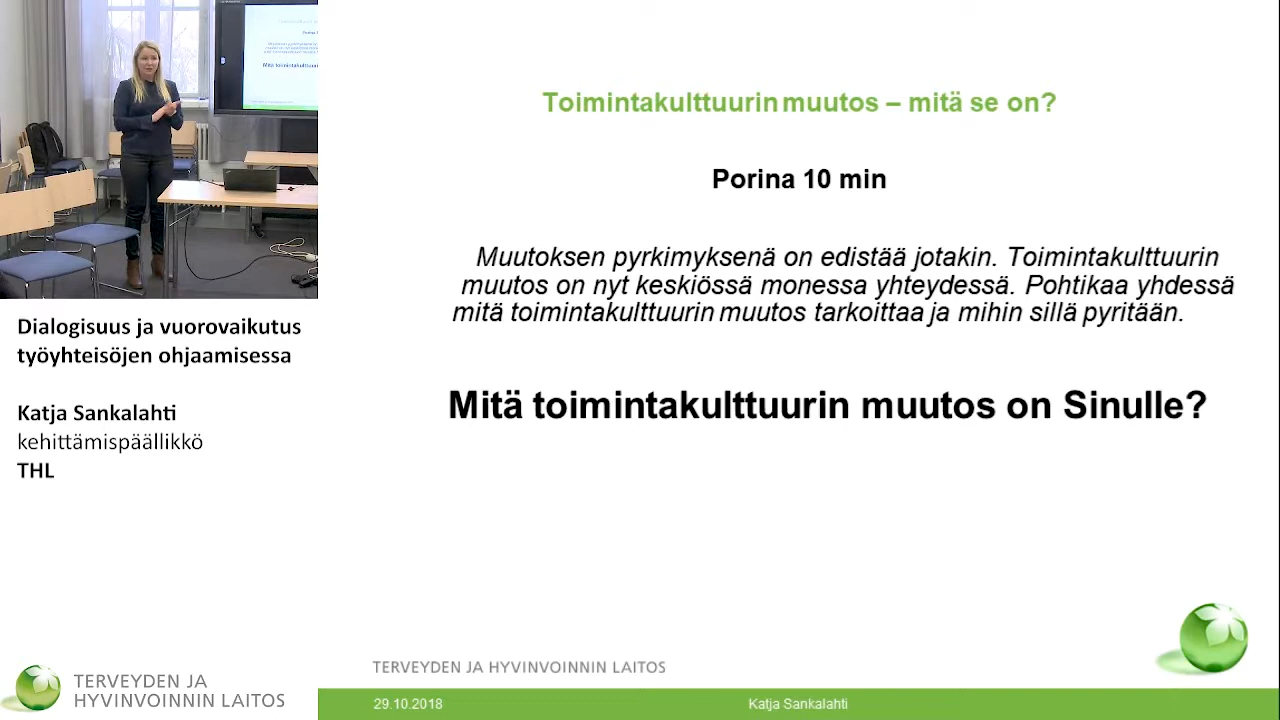 Dialogisuus ja vuorovaikutus
työyhteisöjen ohjaamisessa
Katja Sankalahti
kehittämispäällikkö
THL
TERVEYDEN JA
HYVINVOINNIN LAITOS
Toimintakulttuurin muutos – mitä se on?
Porina 10 min
Muutoksen pyrkimyksenä on edistää jotakin. Toimintakulttuurin
muutos on nyt keskiössä monessa yhteydessä. Pohtikaa yhdessä
mitä toimintakulttuurin muutos tarkoittaa ja mihin sillä pyritään.
Mitä toimintakulttuurin muutos on Sinulle?
TERVEYDEN JA HYVINVOINNIN LAITOS
29.10.2018
Katja Sankalahti